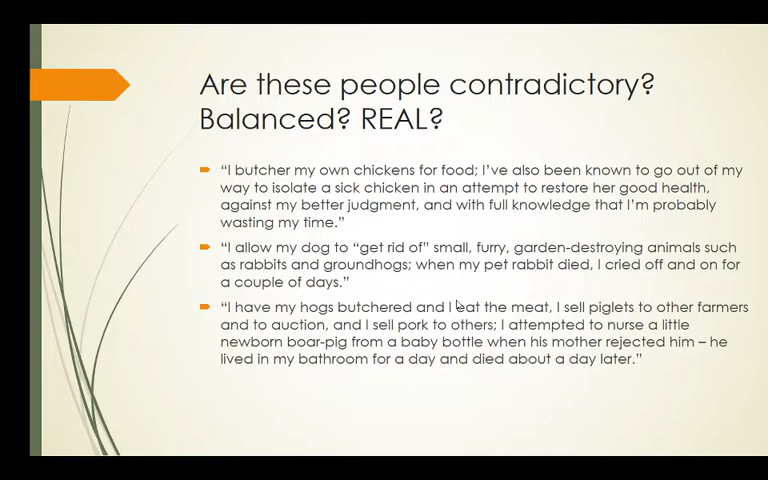 Are these people contradictory?
Balanced? REAL?
“I butcher my own chickens for food; I’ve also been known to go out of my
way to isolate a sick chicken in an attempt to restore her good health,
against my better judgment, and with full knowledge that I’m probably
wasting my time.”
“I allow my dog to “get rid of” small, furry, garden-destroying animals such
as rabbits and groundhogs; when my pet rabbit died, I cried off and on for
a couple of days.”
“I have my hogs butchered and I eat the meat, I sell piglets to other farmers
and to auction, and I sell pork to others; I attempted to nurse a little
newborn boar-pig from a baby bottle when his mother rejected him – he
lived in my bathroom for a day and died about a day later.”